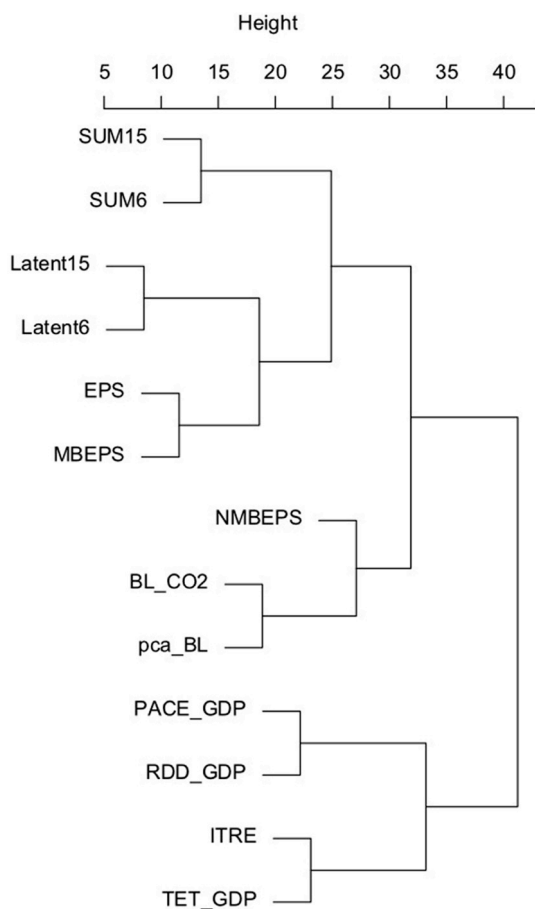 Height
5 10 15 20 25 30 35 40
SUM15
SUM6
Latent15
Latent6
EPS
MBEPS
NMBEPS
BL_CO2
pca_BL
PACE_GDP
RDD_GDP
ITRE
TET_GDP